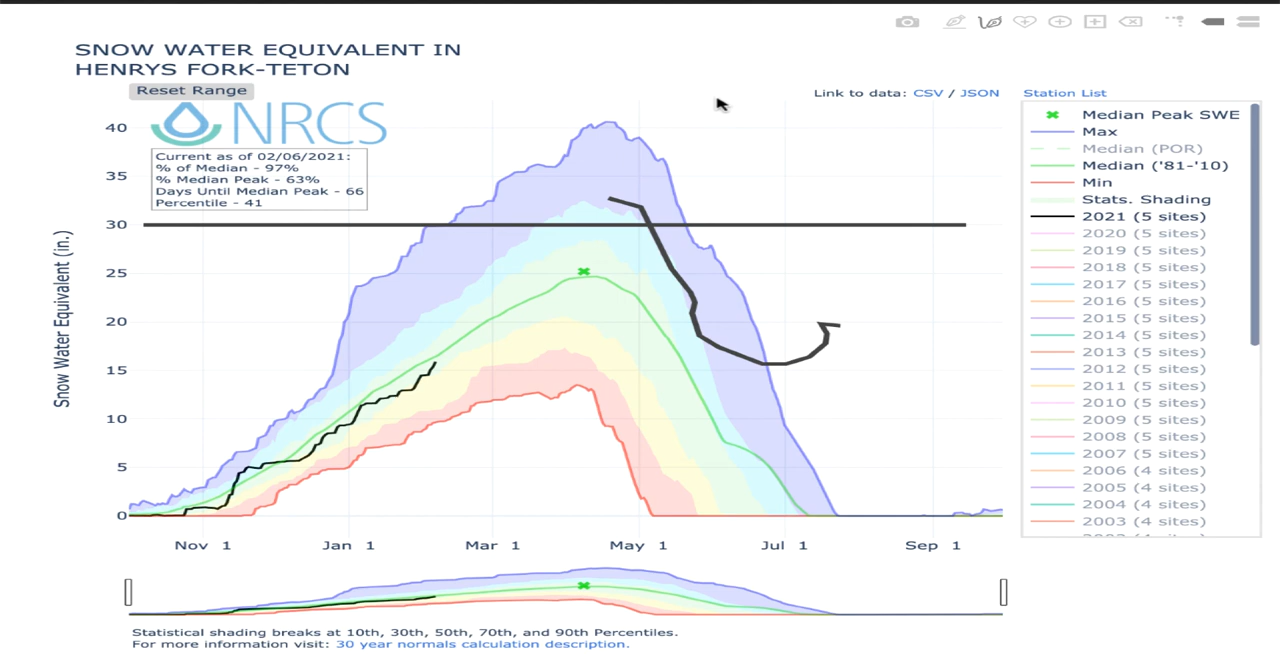 SNOW WATER EQUIVALENT IN
HENRYS FORK-TETON
Reset Range
Link to data: CSV / JSON
Station List
NRCS
Current as of 02/06/2021:
% of Median - 97%
% Median Peak - 63%
Days Until Median Peak - 66
Percentile - 41
Snow Water Equivalent (in.)
40
35
30
25
20
15
10
5
0
Nov 1
Jan 1
Mar 1
May 1
Jul 1
Sep 1
Median Peak SWE
Max
Median (POR)
Median ('81-'10)
Min
Stats. Shading
2021 (5 sites)
2020 (5 sites)
2019 (5 sites)
2018 (5 sites)
2017 (5 sites)
2016 (5 sites)
2015 (5 sites)
2014 (5 sites)
2013 (5 sites)
2012 (5 sites)
2011 (5 sites)
2010 (5 sites)
2009 (5 sites)
2008 (5 sites)
2007 (5 sites)
2006 (4 sites)
2005 (4 sites)
2004 (4 sites)
2003 (4 sites)
Statistical shading breaks at 10th, 30th, 50th, 70th, and 90th Percentiles.
For more information visit: 30 year normals calculation description.